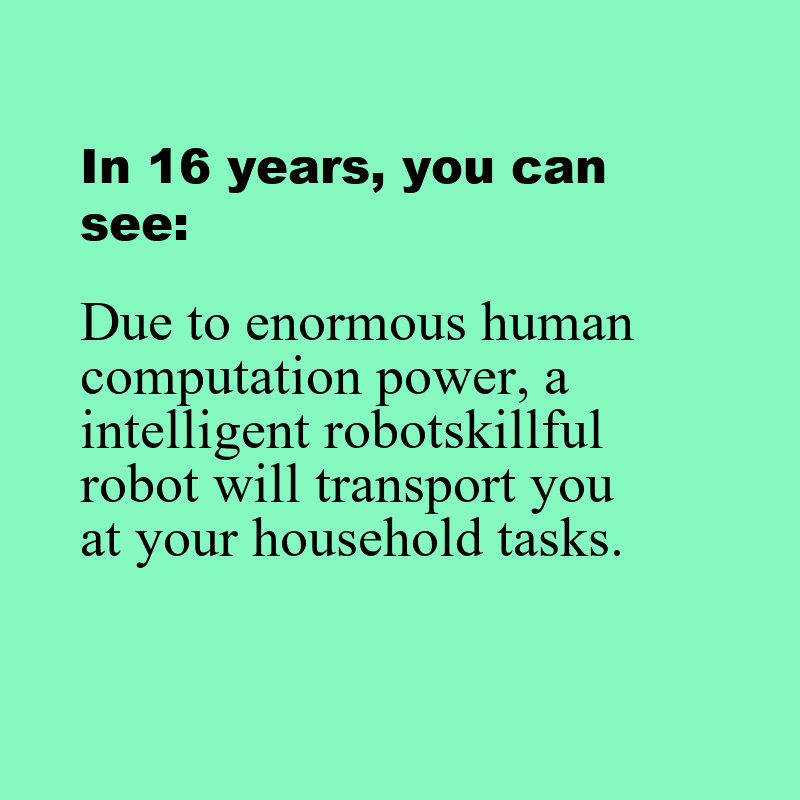 In 16 years, you can
see:
Due to enormous human
computation power, a
intelligent robotskillful
robot will transport you
at your household tasks.